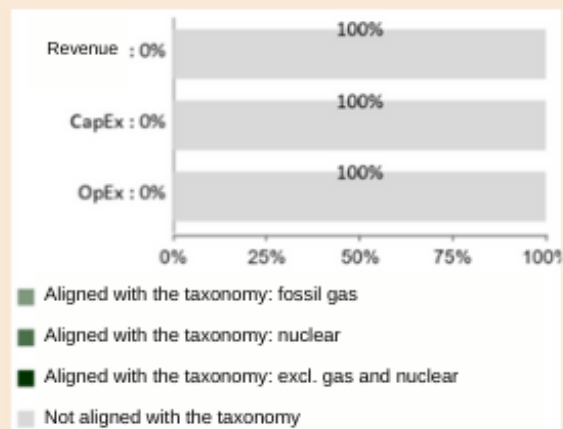 100%
Revenue : 0%
100%
CapEx : 0%
100%
OpEx : 0%
0% 25% 50% 75% 100%
Aligned with the taxonomy: fossil gas
Aligned with the taxonomy: nuclear
Aligned with the taxonomy: excl. gas and nuclear
Not aligned with the taxonomy